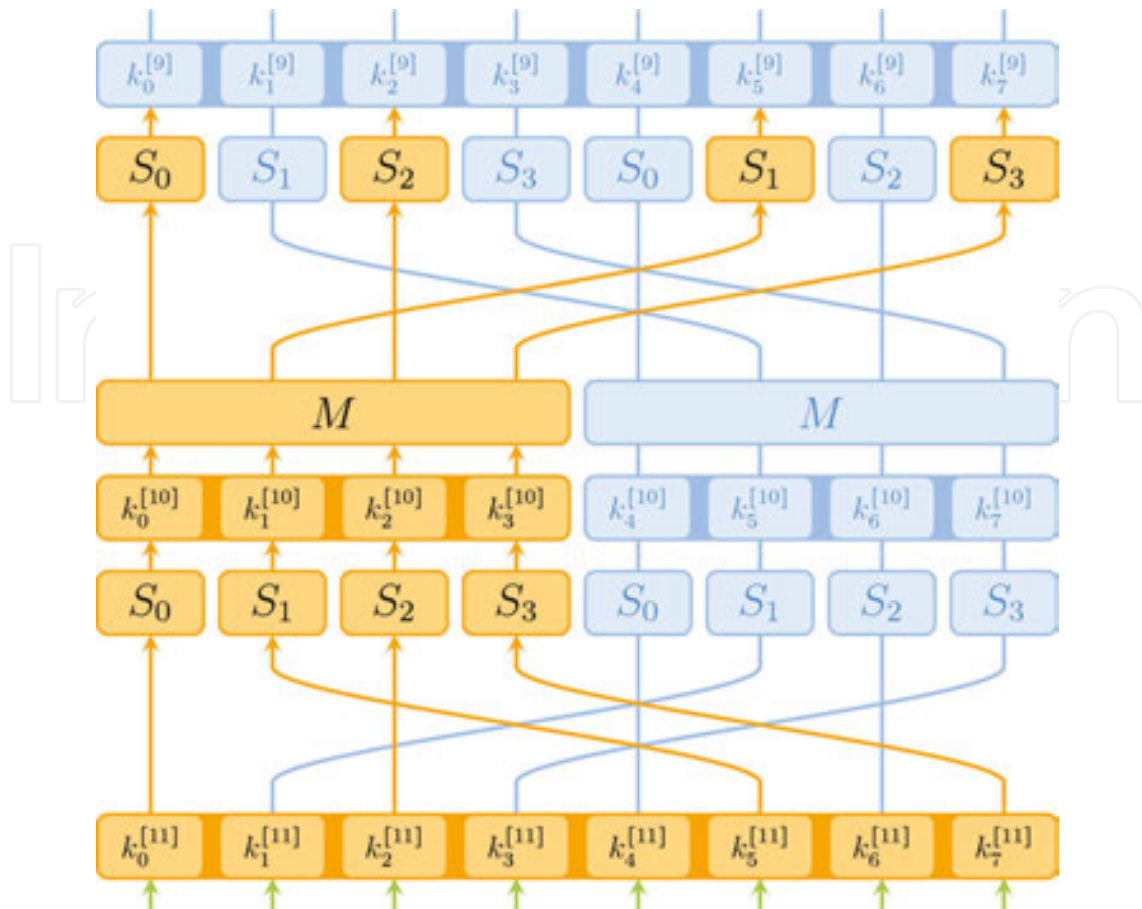 k_0^{[9]} k_1^{[9]} k_2^{[9]} k_3^{[9]} k_4^{[9]} k_5^{[9]} k_6^{[9]} k_7^{[9]}
S_0 S_1 S_2 S_3 S_0 S_1 S_2 S_3
M M
k_0^{[10]} k_1^{[10]} k_2^{[10]} k_3^{[10]} k_4^{[10]} k_5^{[10]} k_6^{[10]} k_7^{[10]}
S_0 S_1 S_2 S_3 S_0 S_1 S_2 S_3
k_0^{[11]} k_1^{[11]} k_2^{[11]} k_3^{[11]} k_4^{[11]} k_5^{[11]} k_6^{[11]} k_7^{[11]}